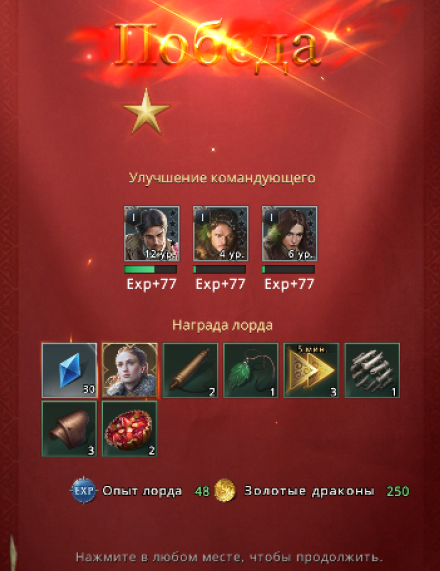 Победа
Улучшение командующего
I I I
12 ур. 4 ур. 6 ур.
Exp+77 Exp+77 Exp+77
Награда лорда
5 мин.
30 2 1 3 1
3 2
EXP Опыт лорда 48 Золотые драконы 250
Нажмите в любом месте, чтобы продолжить.